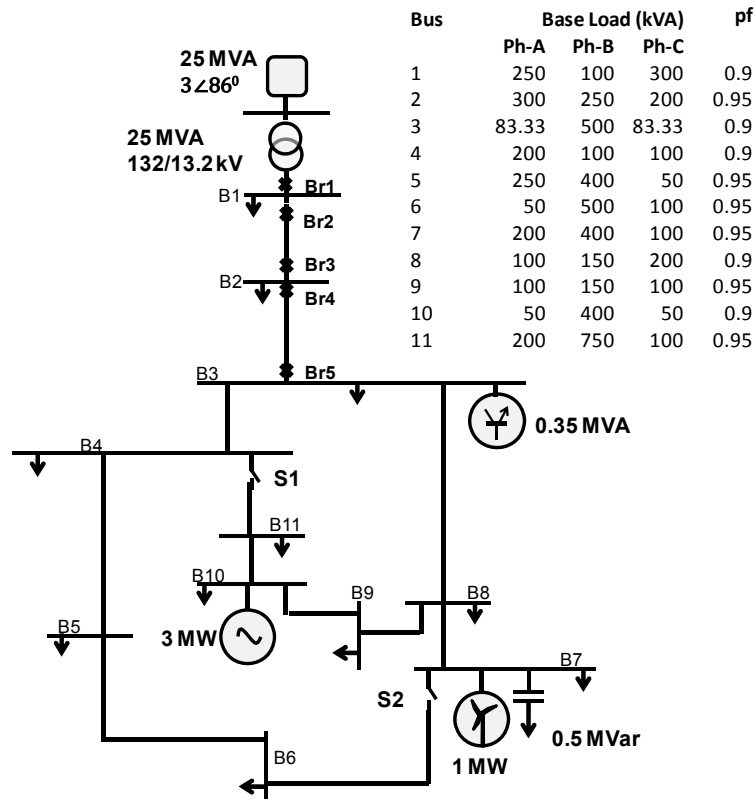 Bus Base Load (kVA) pf
Ph-A Ph-B Ph-C
1 250 100 300 0.9
2 300 250 200 0.95
3 83.33 500 83.33 0.9
4 200 100 100 0.9
5 250 400 50 0.95
6 50 500 100 0.95
7 200 400 100 0.95
8 100 150 200 0.9
9 100 150 100 0.95
10 50 400 50 0.9
11 200 750 100 0.95
25 MVA
3∠86⁰
25 MVA
132/13.2 kV
Br1
B1
Br2
Br3
B2
Br4
Br5
B3
0.35 MVA
B4
S1
B11
B10
B9
B8
3 MW
B5
B7
S2
0.5 MVar
1 MW
B6